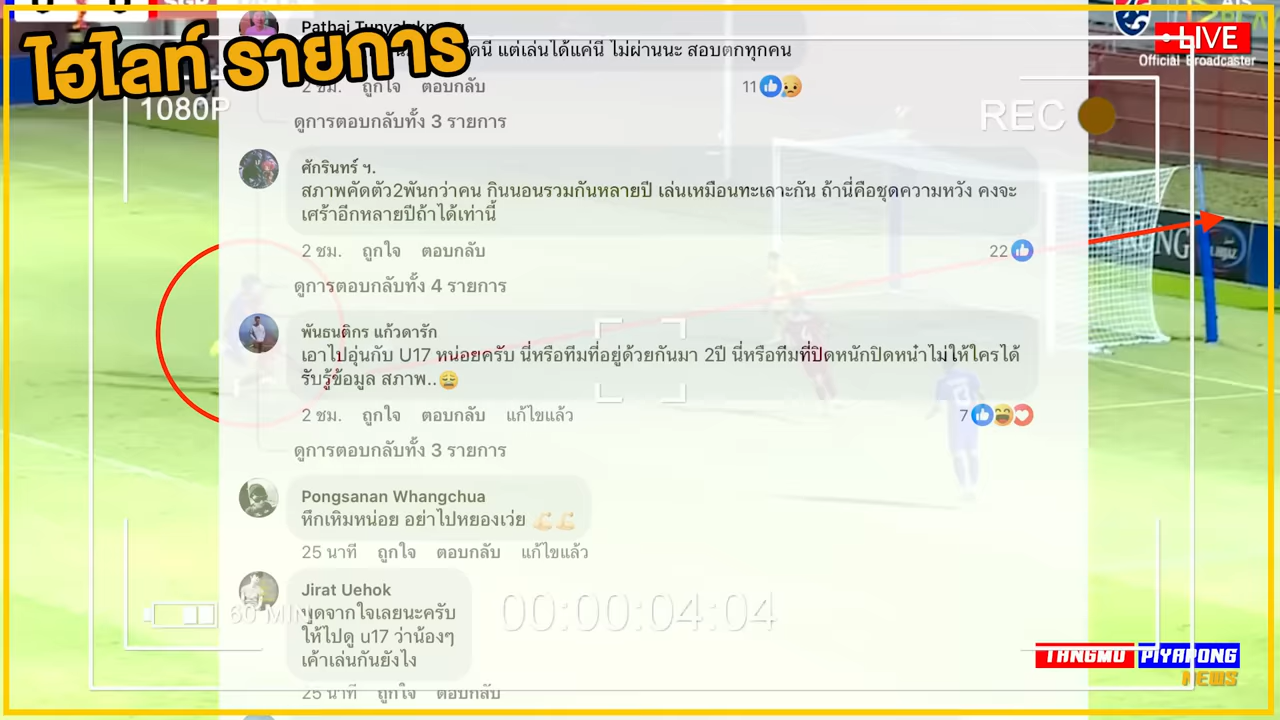 ไฮไลท์ รายการ
LIVE
Official Broadcaster
1080P
REC
Pathai
ดนี้ แต่เล่นได้แค่นี้ ไม่ผ่านนะ สอบตกทุกคน
2 ชม. ถูกใจ ตอบกลับ 11
ดูการตอบกลับทั้ง 3 รายการ
ศักรินทร์ ฯ.
สภาพคัดตัว2พันกว่าคน กินนอนรวมกันหลายปี เล่นเหมือนทะเลาะกัน ถ้านี่คือชุดความหวัง คงจะ
เศร้าอีกหลายปีถ้าได้เท่านี้
2 ชม. ถูกใจ ตอบกลับ 22
ดูการตอบกลับทั้ง 4 รายการ
พันธนติกร แก้วดารัก
เอาไปอุ่นกับ U17 หน่อยครับ นี่หรือทีมที่อยู่ด้วยกันมา 2ปี นี่หรือทีมที่ปิดหนักปิดหนาไม่ให้ใครได้
รับรู้ข้อมูล สภาพ..😩
2 ชม. ถูกใจ ตอบกลับ แก้ไขแล้ว 7
ดูการตอบกลับทั้ง 3 รายการ
Pongsanan Whangchua
หึกเหิมหน่อย อย่าไปหยองเว่ย 💪🏻💪🏻
25 นาที ถูกใจ ตอบกลับ แก้ไขแล้ว
Jirat Uehok
พูดจากใจเลยนะครับ
ให้ไปดู u17 ว่าน้องๆ
เค้าเล่นกันยังไง
25 นาที ถูกใจ ตอบกลับ
60 MIN
00:00:04:04
TANGMO PIYAPONG
NEWS